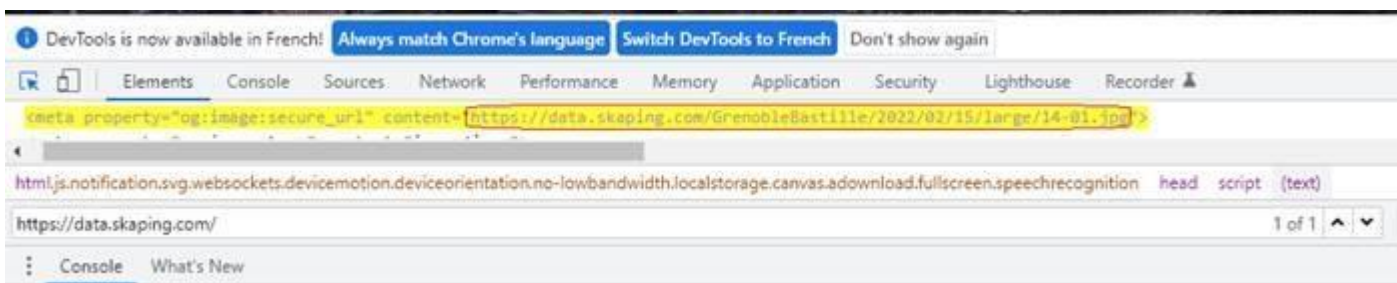 DevTools is now available in French! Always match Chrome's language Switch DevTools to French Don't show again
Elements Console Sources Network Performance Memory Application Security Lighthouse Recorder
<meta property="og:image:secure_url" content="https://data.skaping.com/GrenobleBastille/2022/02/15/large/14-01.jpg">
html.js.notification.svg.websockets.devicemotion.deviceorientation.no-lowbandwidth.localstorage.canvas.adownload.fullscreen.speechrecognition head script (text)
https://data.skaping.com/ 1 of 1
Console What's New